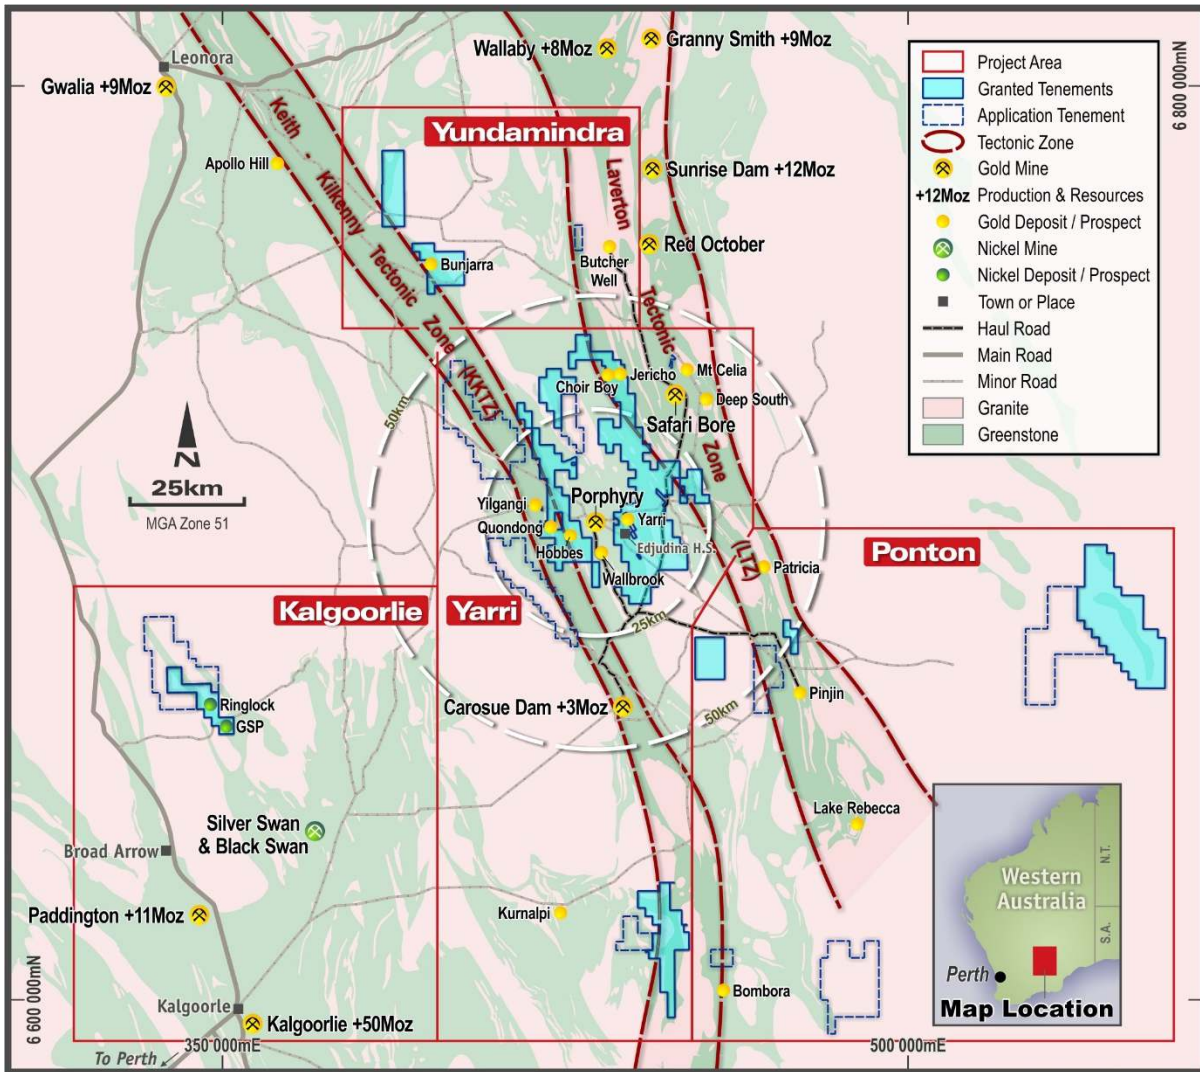 Leonora
Gwalia +9Moz
Wallaby +8Moz
Granny Smith +9Moz
6 800 000mN
Project Area
Granted Tenements
Application Tenement
Tectonic Zone
Gold Mine
+12Moz Production & Resources
Gold Deposit / Prospect
Nickel Mine
Nickel Deposit / Prospect
Town or Place
Haul Road
Main Road
Minor Road
Granite
Greenstone
Yundamindra
Keith - Kilkenny Tectonic Zone (KKTZ)
Laverton Tectonic Zone (LTZ)
Apollo Hill
Sunrise Dam +12Moz
Bunjarra
Butcher
Well
Red October
50km
Choir Boy
Jericho
Mt Celia
Deep South
Safari Bore
N
25km
MGA Zone 51
Porphyry
Yilgangi
Yarri
Quondong
Edjudina H.S.
Hobbes
Wallbrook
Patricia
Ponton
Kalgoorlie
Yarri
25km
Ringlock
GSP
Carosue Dam +3Moz
50km
Pinjin
Silver Swan
& Black Swan
Lake Rebecca
Broad Arrow
Paddington +11Moz
Kurnalpi
Bombora
Kalgoorle
Kalgoorlie +50Moz
6 600 000mN
To Perth
350 000mE
500 000mE
Western
Australia
N.T.
S.A.
Perth
Map Location